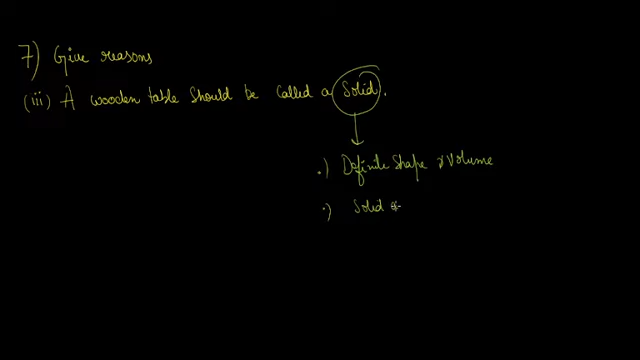 7) Give reasons
(iii) A wooden table should be called a solid.
.) Definite shape & Volume
.) Solid